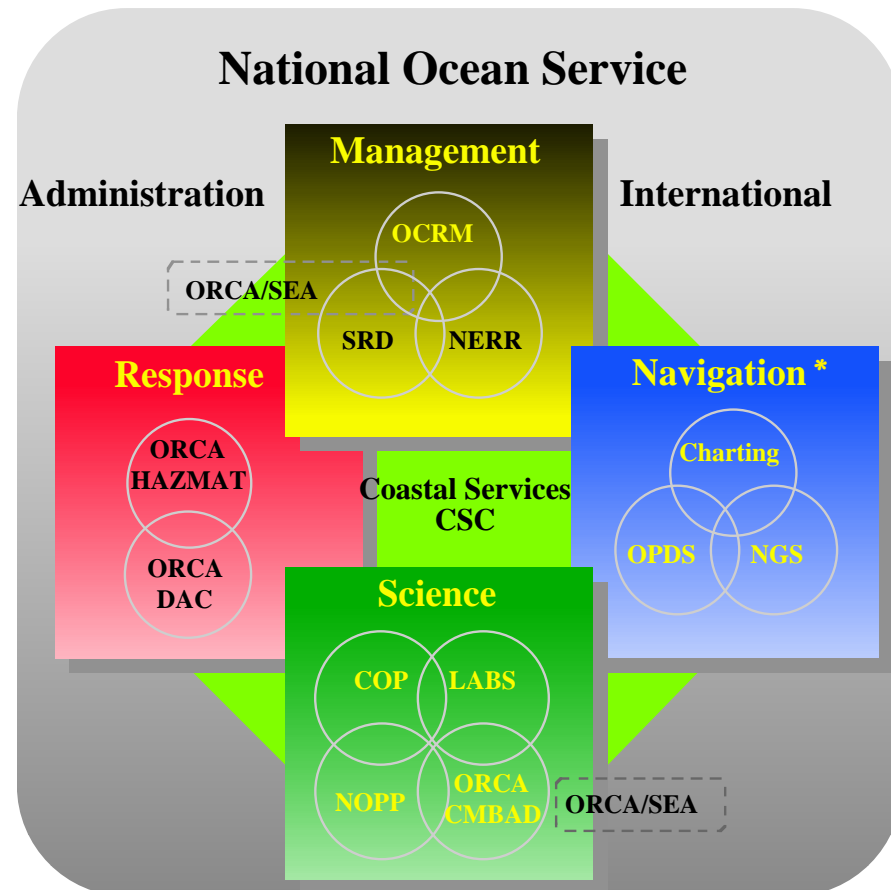 National Ocean Service
Management
Administration
International
OCRM
ORCA/SEA
SRD
NERR
Response
Navigation *
ORCA
HAZMAT
Charting
Coastal Services
CSC
OPDS
NGS
ORCA
DAC
Science
COP
LABS
NOPP
ORCA
CMBAD
ORCA/SEA